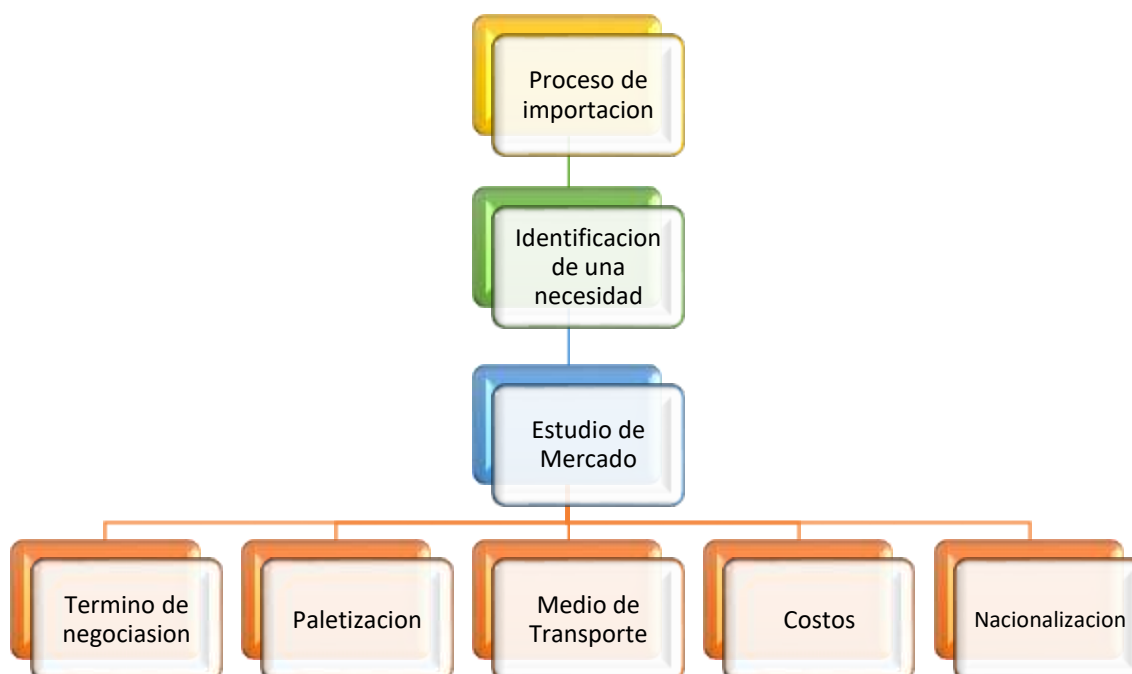 Proceso de
importacion
Identificacion
de una
necesidad
Estudio de
Mercado
Termino de
negociasion
Paletizacion
Medio de
Transporte
Costos
Nacionalizacion